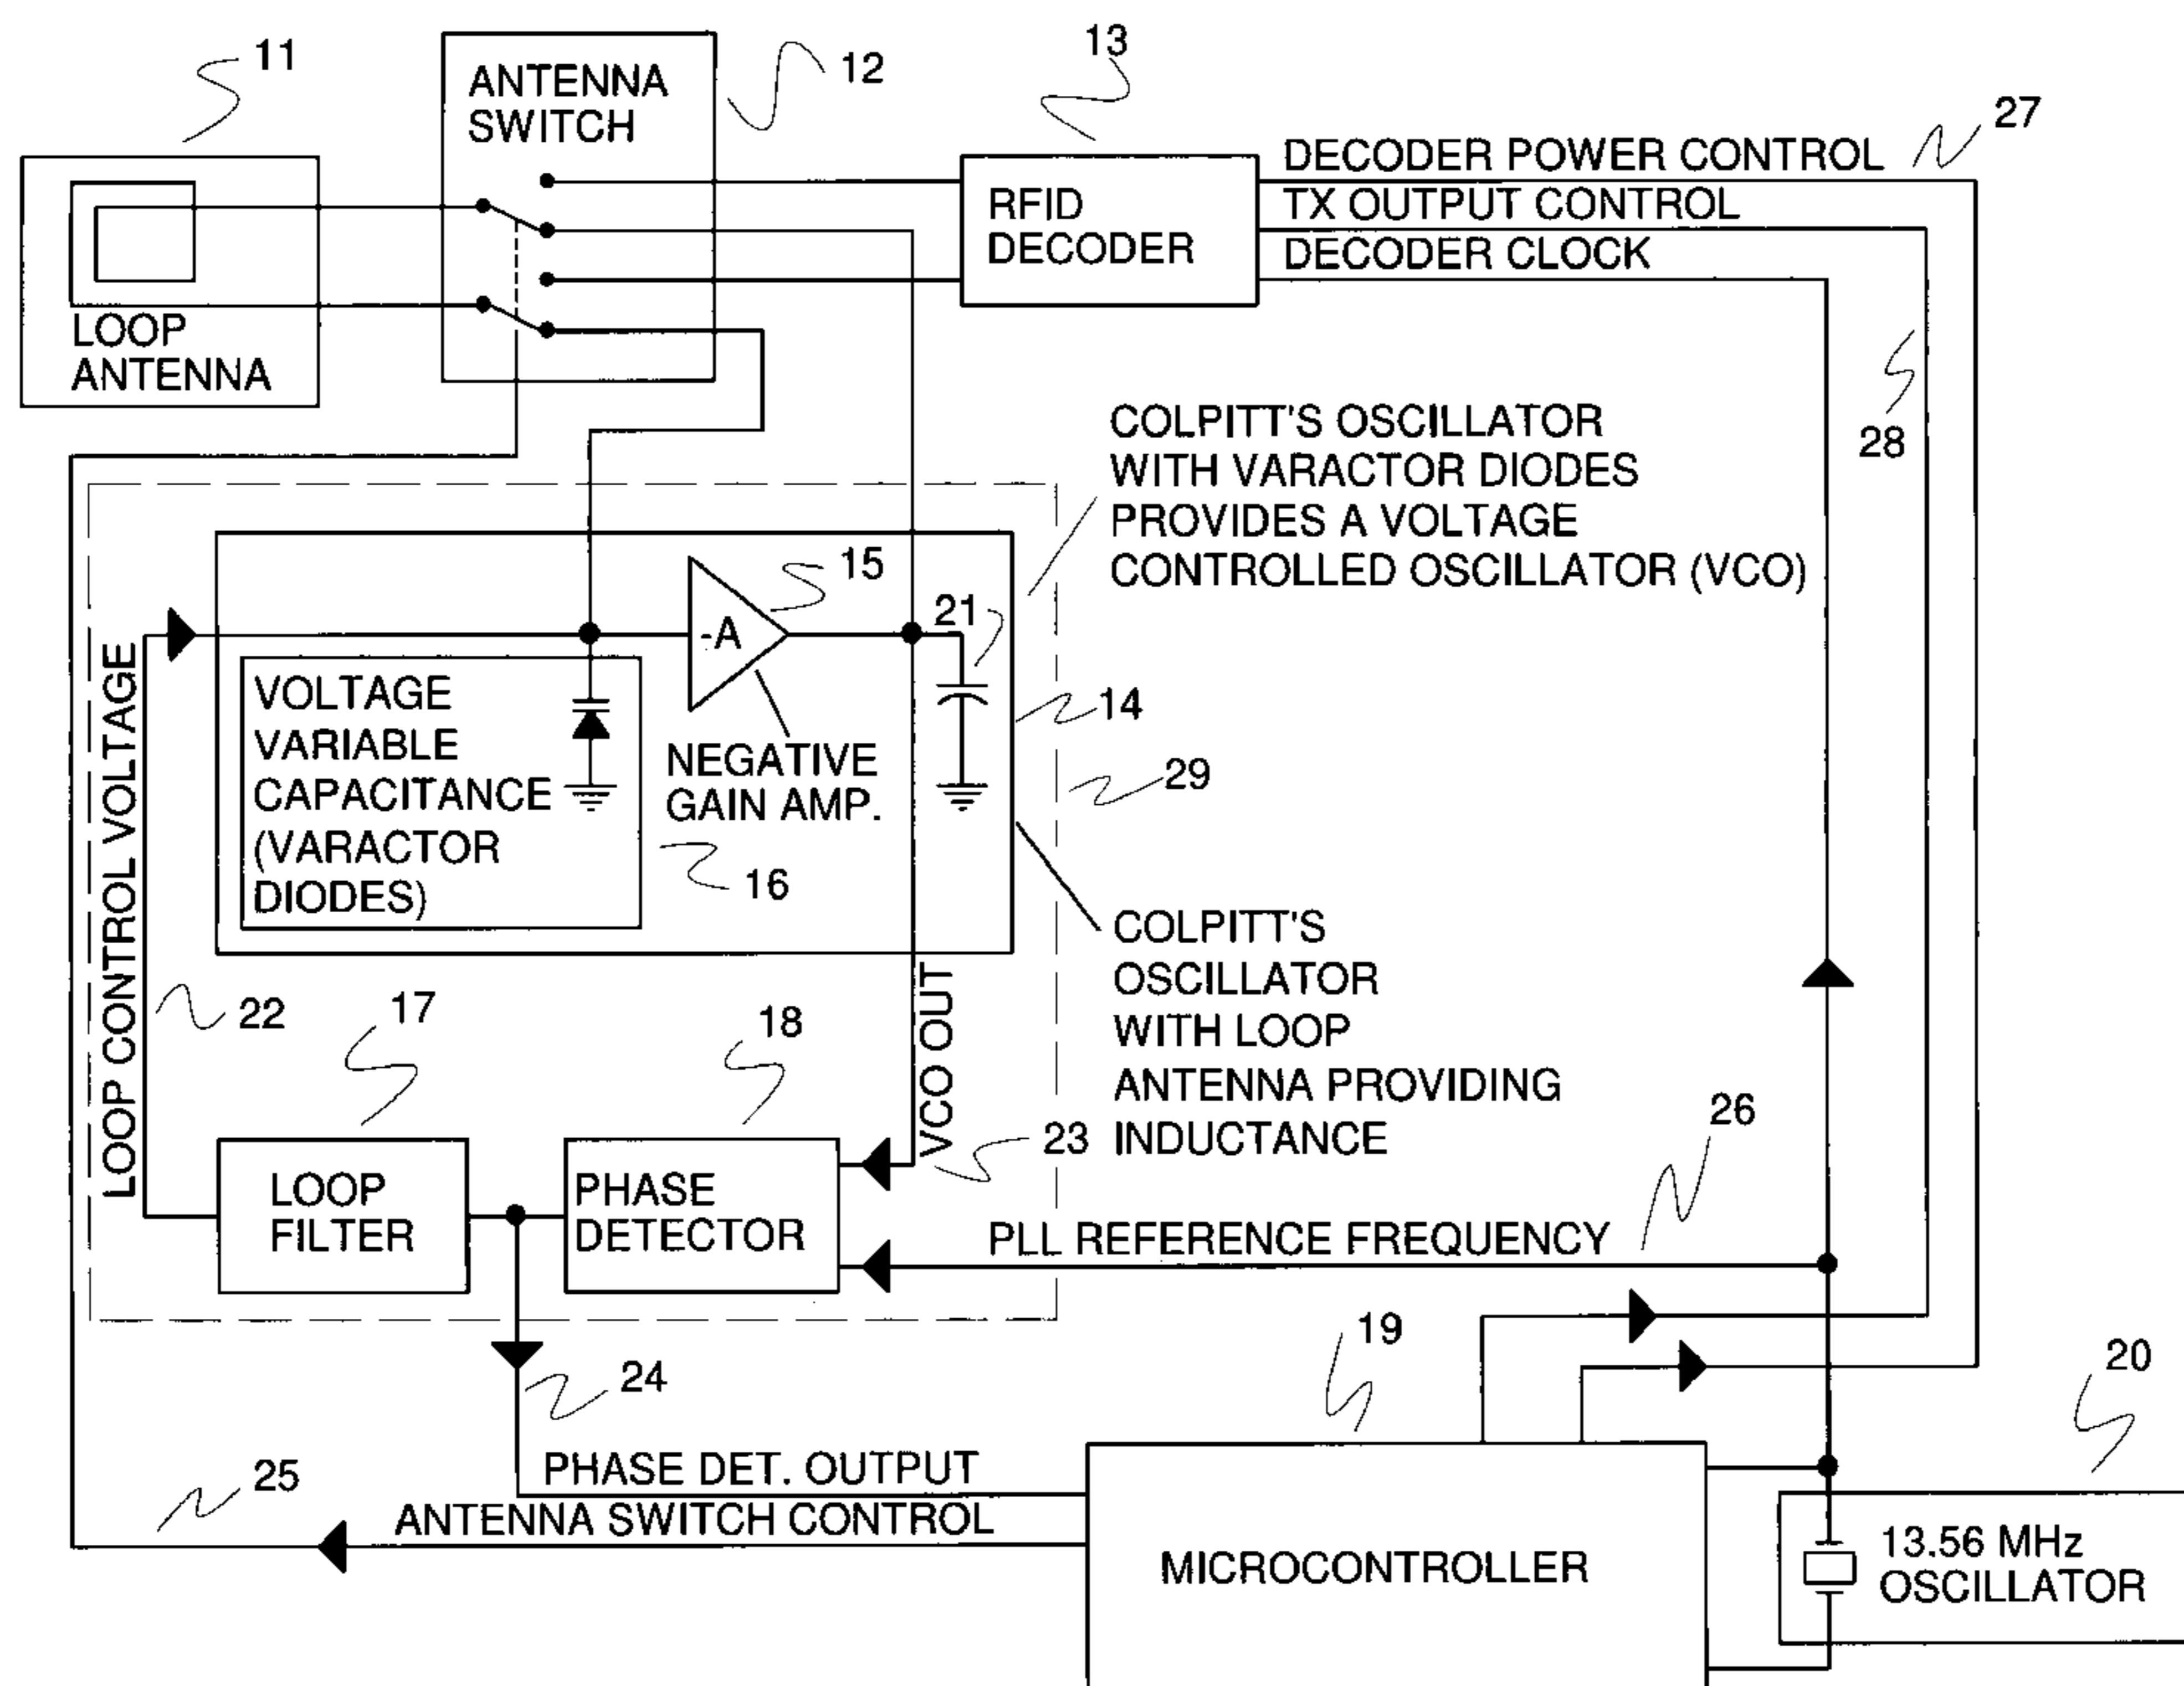 11
ANTENNA
SWITCH
12
13
27
DECODER POWER CONTROL
TX OUTPUT CONTROL
DECODER CLOCK
RFID
DECODER
LOOP
ANTENNA
28
COLPITT'S OSCILLATOR
WITH VARACTOR DIODES
PROVIDES A VOLTAGE
CONTROLLED OSCILLATOR (VCO)
15
21
-A
14
29
VOLTAGE
VARIABLE
CAPACITANCE
(VARACTOR
DIODES)
NEGATIVE
GAIN AMP.
16
LOOP CONTROL VOLTAGE
22
17
18
VCO OUT
COLPITT'S
OSCILLATOR
WITH LOOP
ANTENNA PROVIDING
INDUCTANCE
23
26
LOOP
FILTER
PHASE
DETECTOR
PLL REFERENCE FREQUENCY
19
20
24
PHASE DET. OUTPUT
25
ANTENNA SWITCH CONTROL
MICROCONTROLLER
13.56 MHz
OSCILLATOR